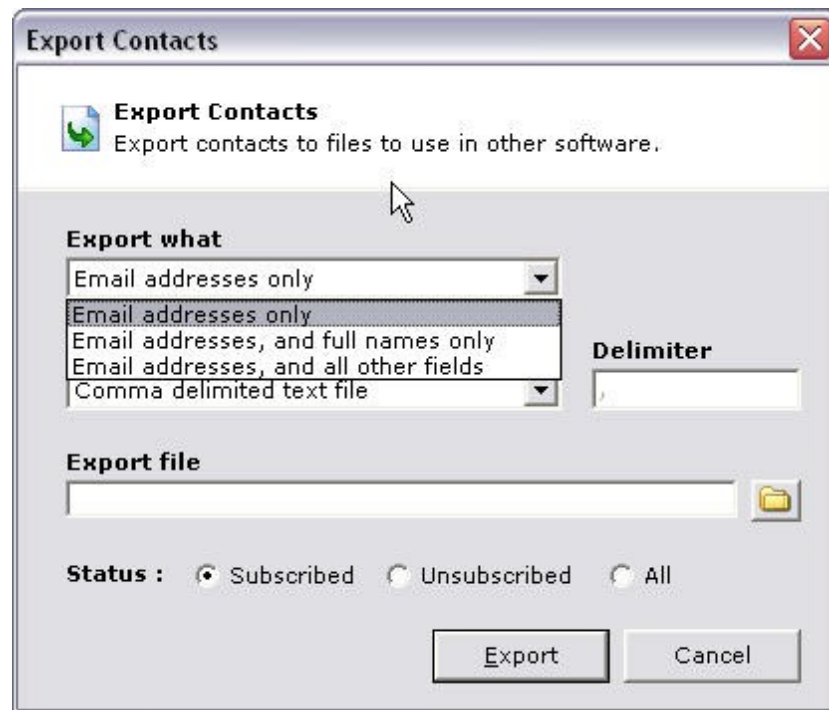 Export Contacts
Export Contacts
Export contacts to files to use in other software.
Export what
Email addresses only
Email addresses only
Email addresses, and full names only
Email addresses, and all other fields
Delimiter
Comma delimited text file
,
Export file
Status : Subscribed Unsubscribed All
Export Cancel